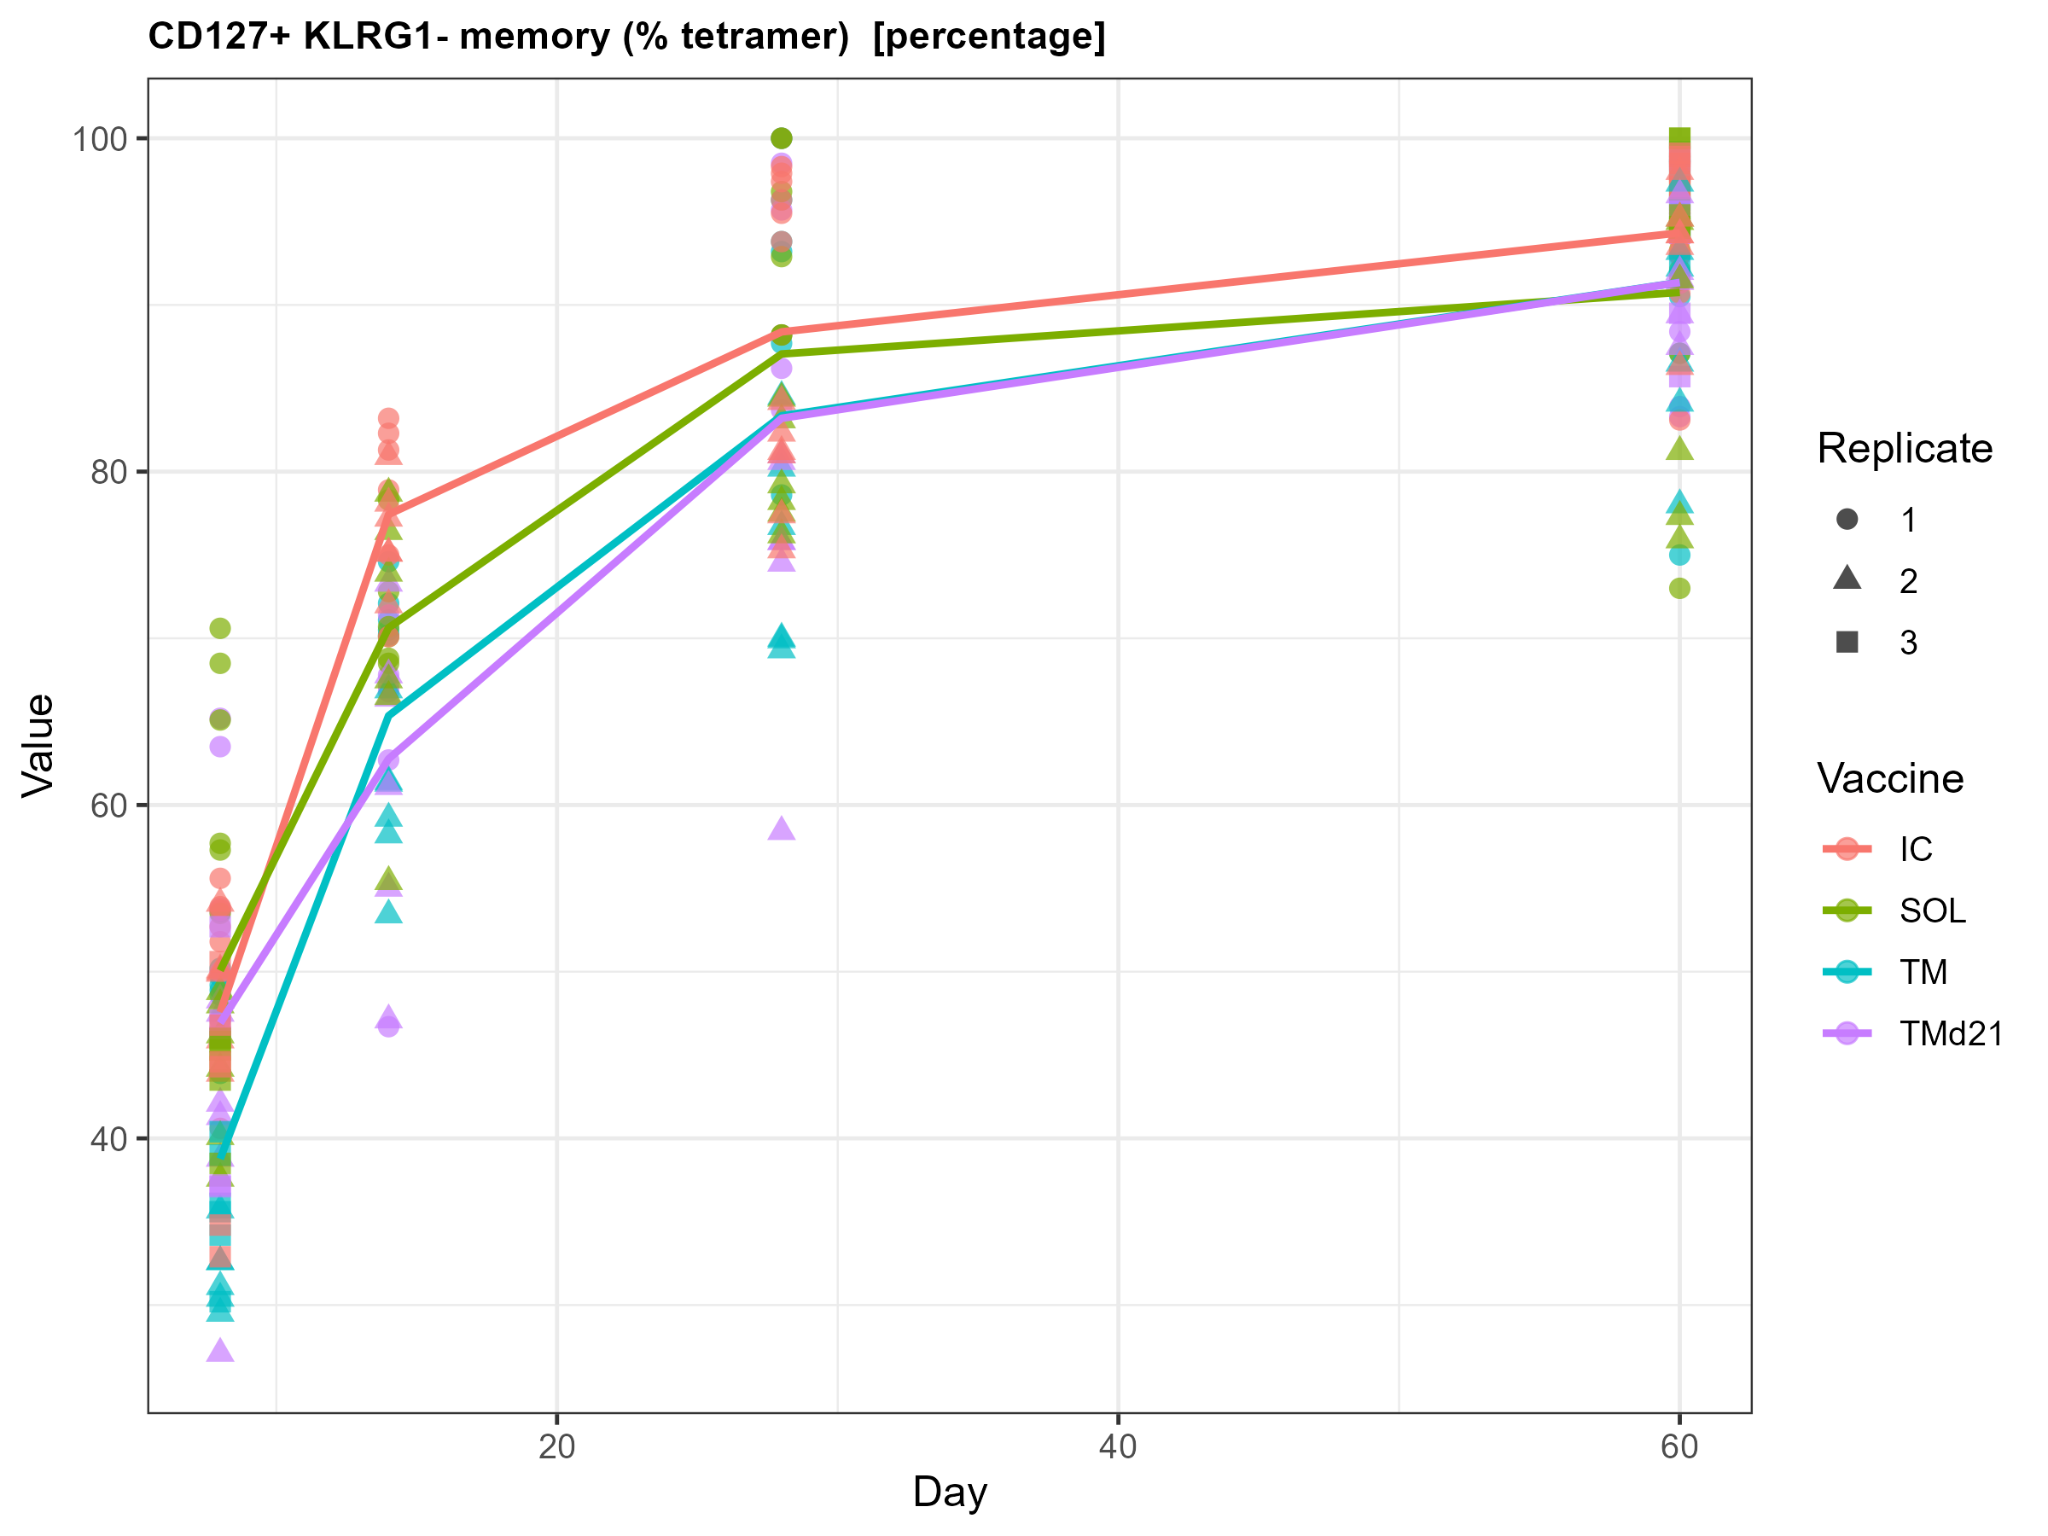 CD127+ KLRG1- memory (% tetramer)  [percentage]
100
80
60
40
Value
20
40
60
Day
Replicate
1
2
3
Vaccine
IC
SOL
TM
TMd21